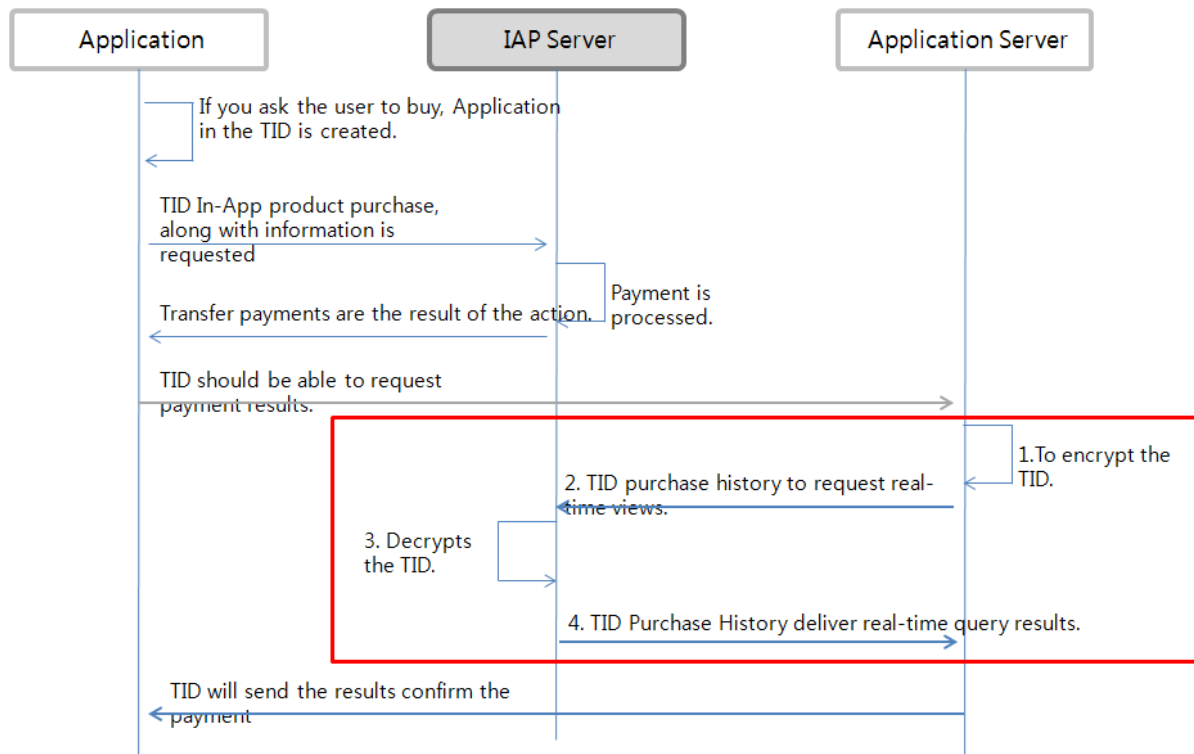 Application
IAP Server
Application Server
If you ask the user to buy, Application
in the TID is created.
TID In-App product purchase,
along with information is
requested
Payment is
processed.
Transfer payments are the result of the action.
TID should be able to request
payment results.
1.To encrypt the
TID.
2. TID purchase history to request real-
time views.
3. Decrypts
the TID.
4. TID Purchase History deliver real-time query results.
TID will send the results confirm the
payment